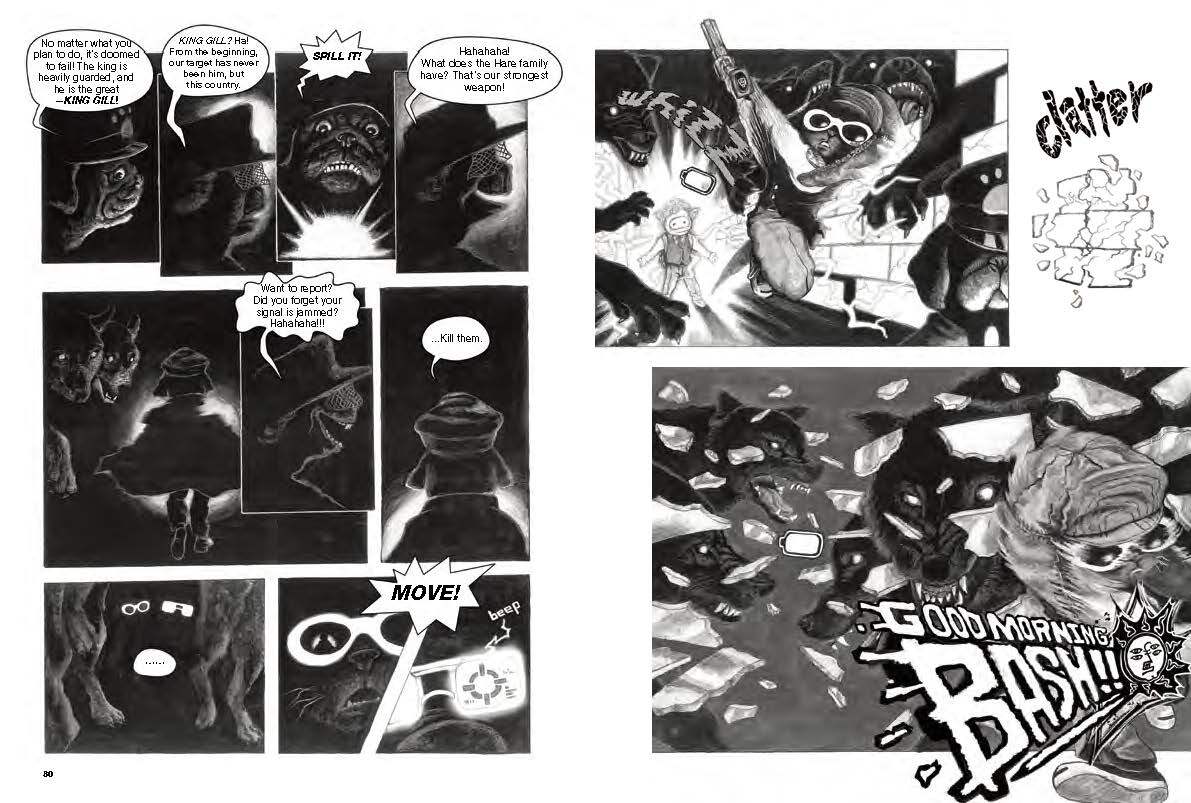 No matter what you
plan to do, it's doomed
to fail! The king is
heavily guarded, and
he is the great
—KING GILL!
KING GILL? Ha!
From the beginning,
our target has never
been him, but
this country.
SPILL IT!
Hahahaha!
What does the Hare family
have? That's our strongest
weapon!
Want to report?
Did you forget your
signal is jammed?
Hahahaha!!!
...Kill them.
......
MOVE!
beep
80
whizz
clatter
GOOD MORNING
BASH!!